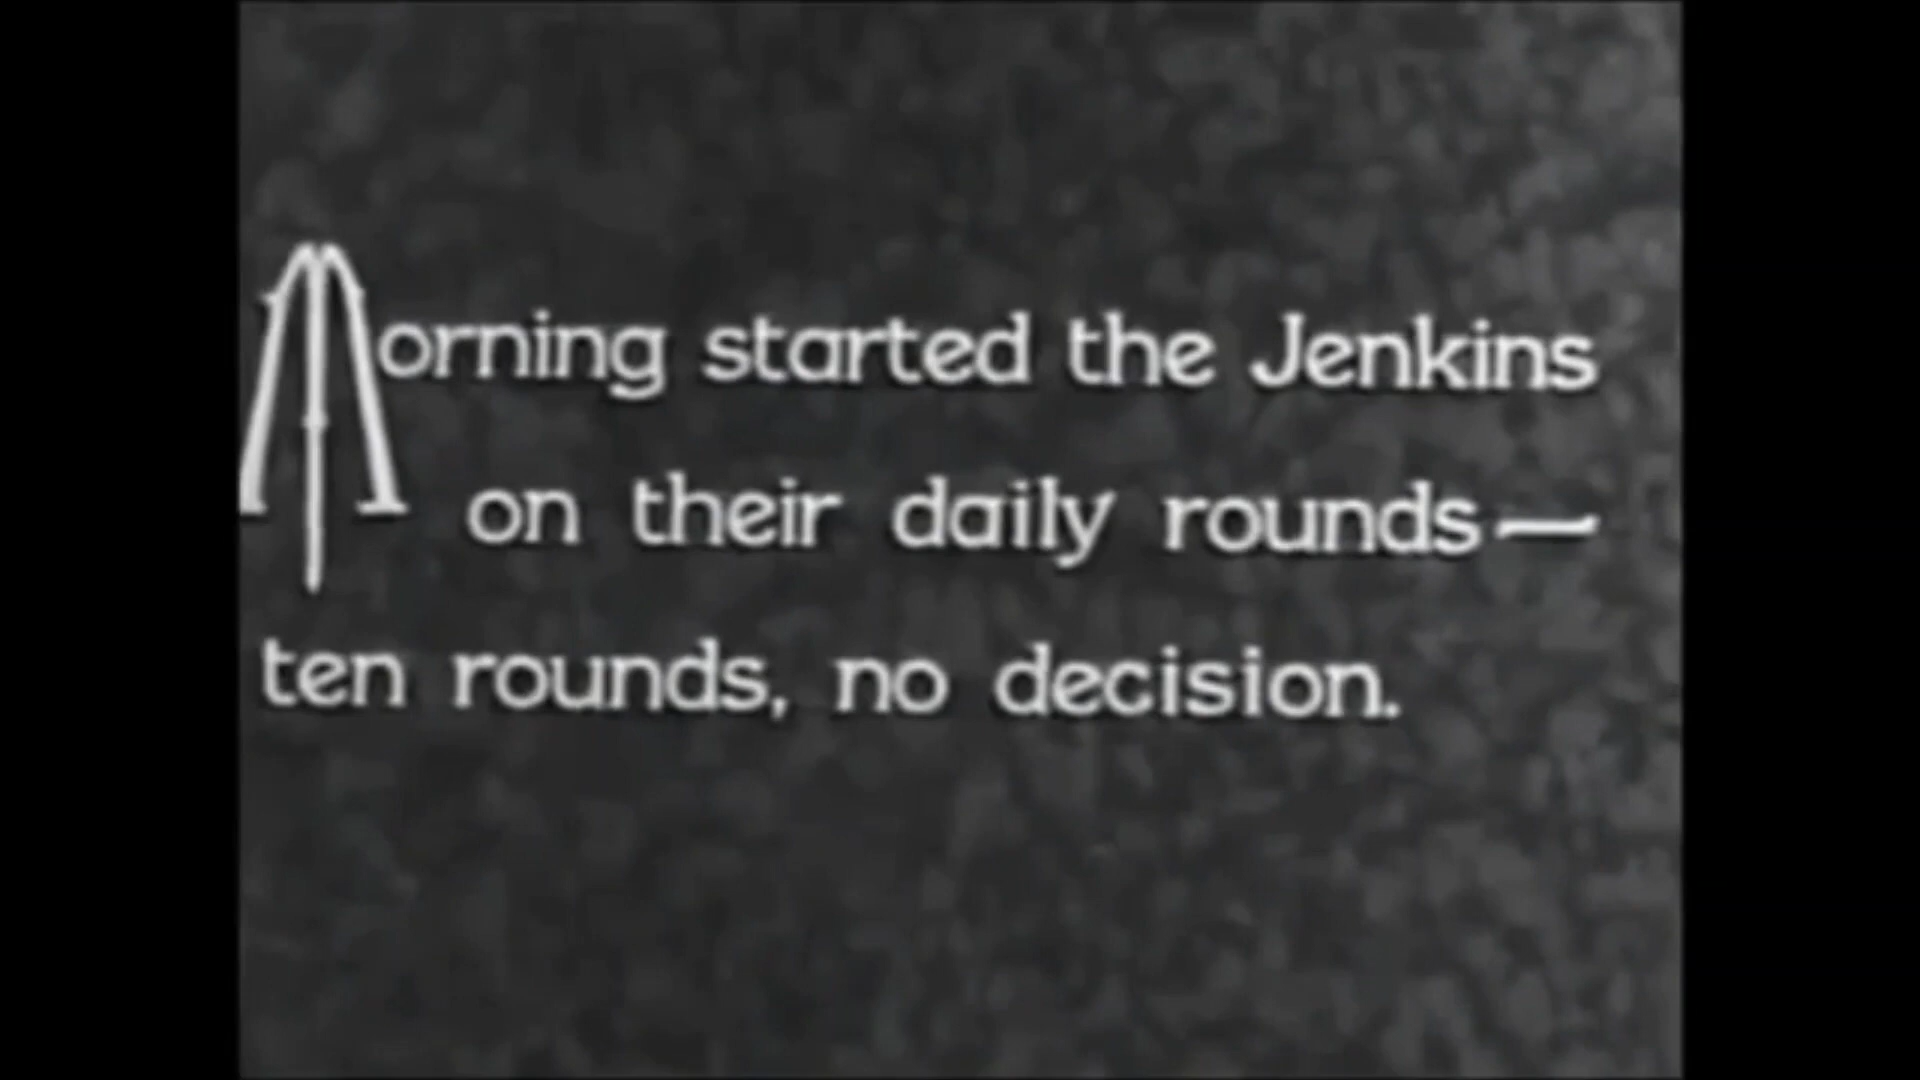 Morning started the Jenkins
on their daily rounds—
ten rounds, no decision.